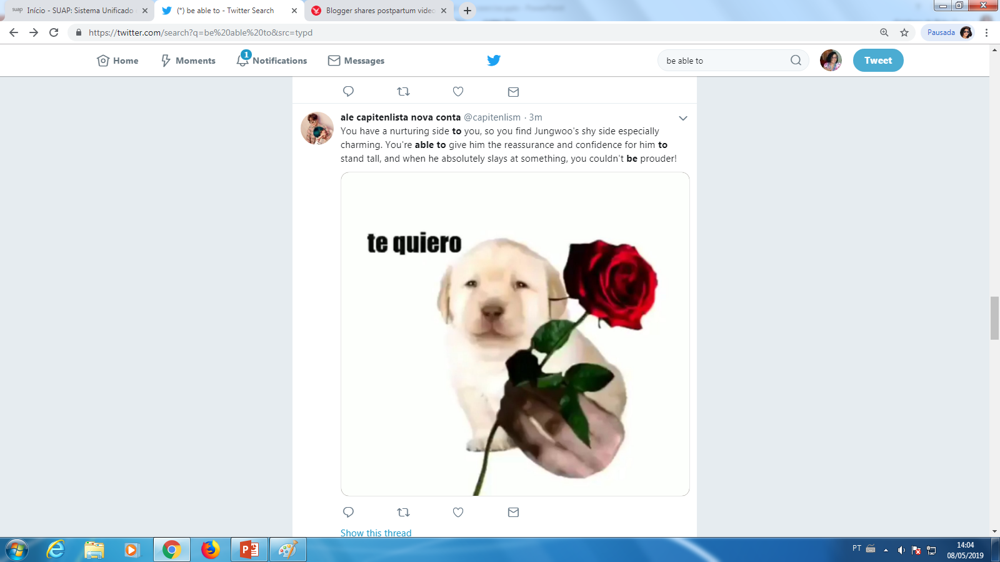 suap Início - SUAP: Sistema Unificado
(*) be able to - Twitter Search
Blogger shares postpartum video
https://twitter.com/search?q=be%20able%20to&src=typd
Pausada
Home
Moments
1
Notifications
Messages
be able to
Tweet
ale capitenlista nova conta @capitenlism · 3m
You have a nurturing side to you, so you find Jungwoo's shy side especially
charming. You're able to give him the reassurance and confidence for him to
stand tall, and when he absolutely slays at something, you couldn't be prouder!
te quiero
Show this thread
PT
14:04
08/05/2019